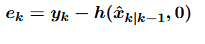 e_k = y_k − h(x̂_{k|k−1}, 0)